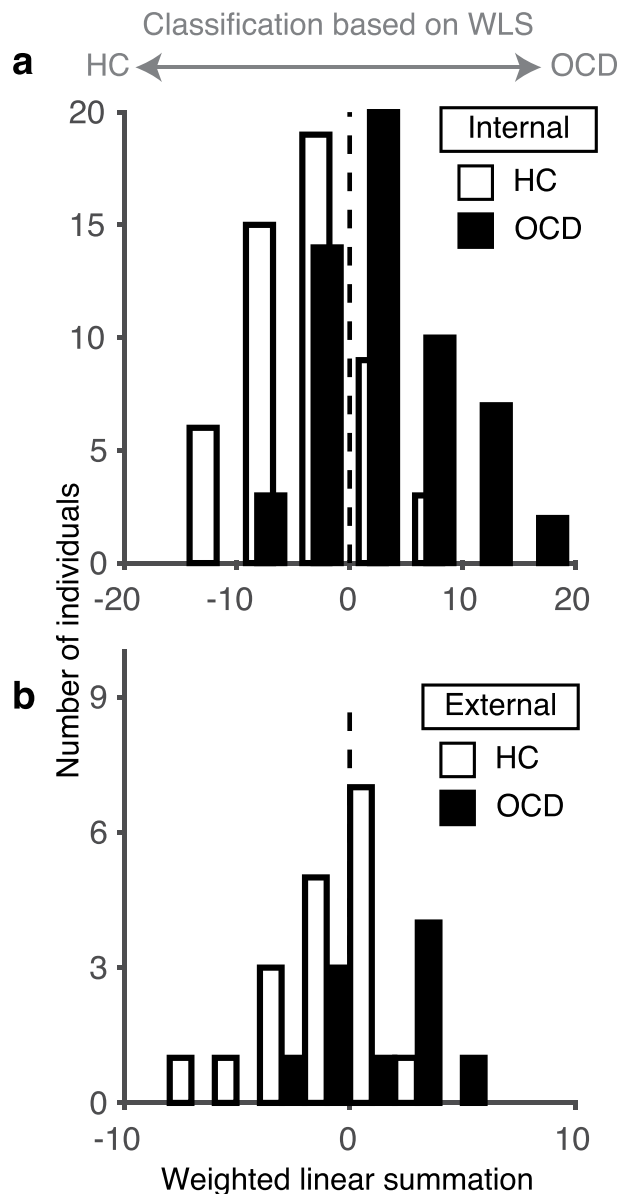 Classification based on WLS
a HC OCD
20
Internal
HC
15
OCD
10
5
0
-20 -10 0 10 20
Number of individuals
b
9
External
HC
OCD
6
3
0
-10 0 10
Weighted linear summation